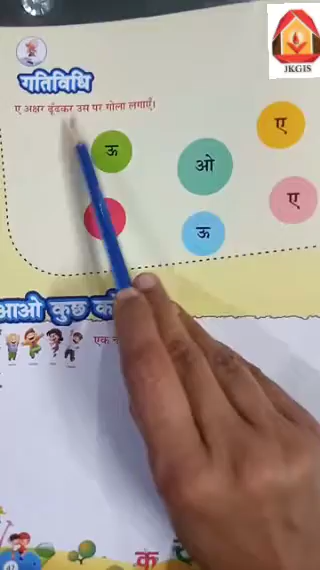 JKGIS
गतिविधि
ए अक्षर ढूँढकर उस पर गोला लगाएँ।
ऊ
ओ
ए
ऊ
ए
आओ कुछ
एक